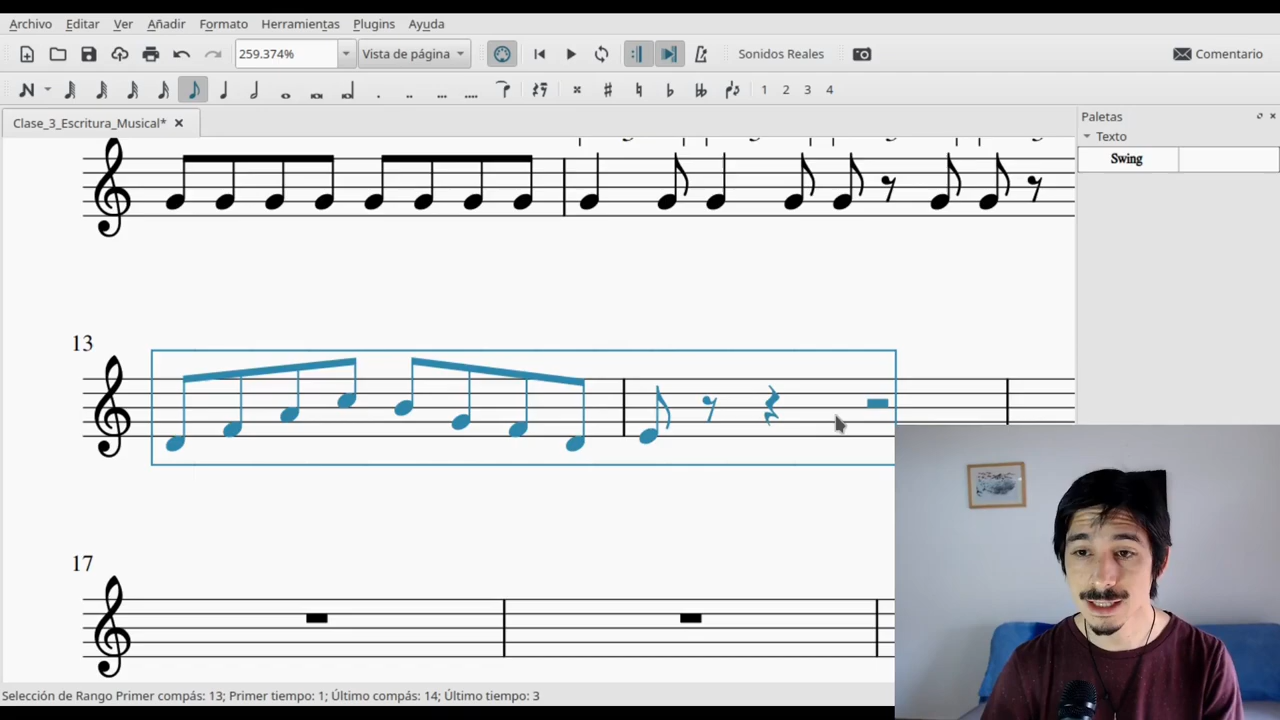 Archivo Editar Ver Añadir Formato Herramientas Plugins Ayuda
259.374% Vista de página Sonidos Reales Comentario
1 2 3 4
Clase_3_Escritura_Musical*
Paletas
Texto
Swing
13
17
Selección de Rango Primer compás: 13; Primer tiempo: 1; Último compás: 14; Último tiempo: 3